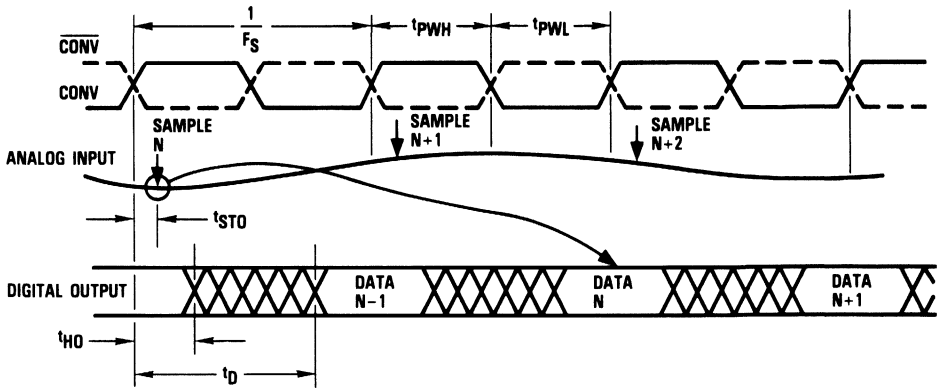 1
F_S
t_PWH
t_PWL
CONV
CONV
SAMPLE
N
SAMPLE
N+1
SAMPLE
N+2
ANALOG INPUT
t_STO
DIGITAL OUTPUT
DATA
N-1
DATA
N
DATA
N+1
t_HO
t_D